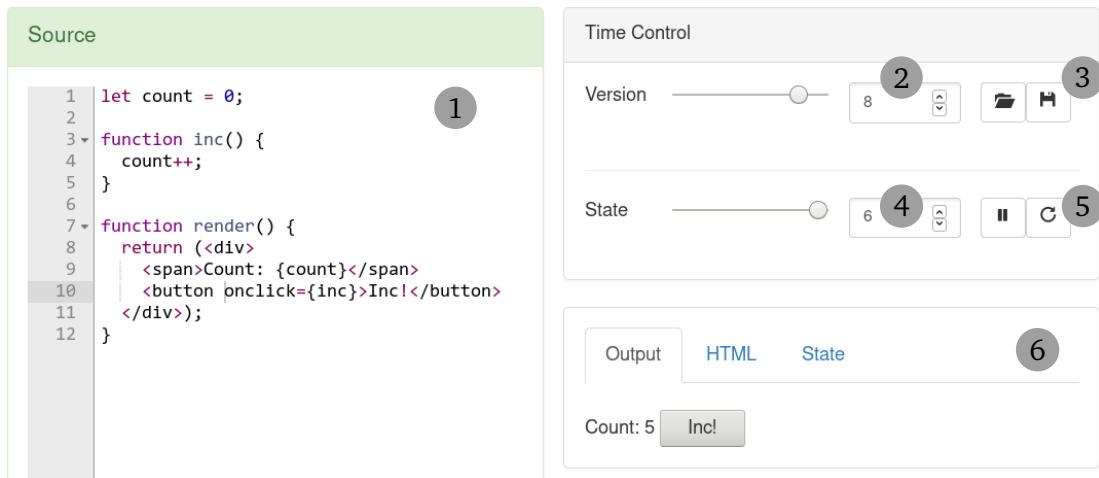 Source
1
1 let count = 0;
2
3 function inc() {
4   count++;
5 }
6
7 function render() {
8   return (<div>
9     <span>Count: {count}</span>
10     <button onclick={inc}>Inc!</button>
11   </div>);
12 }
Time Control
Version 8 2 3
State 6 4 5
Output HTML State 6
Count: 5 Inc!